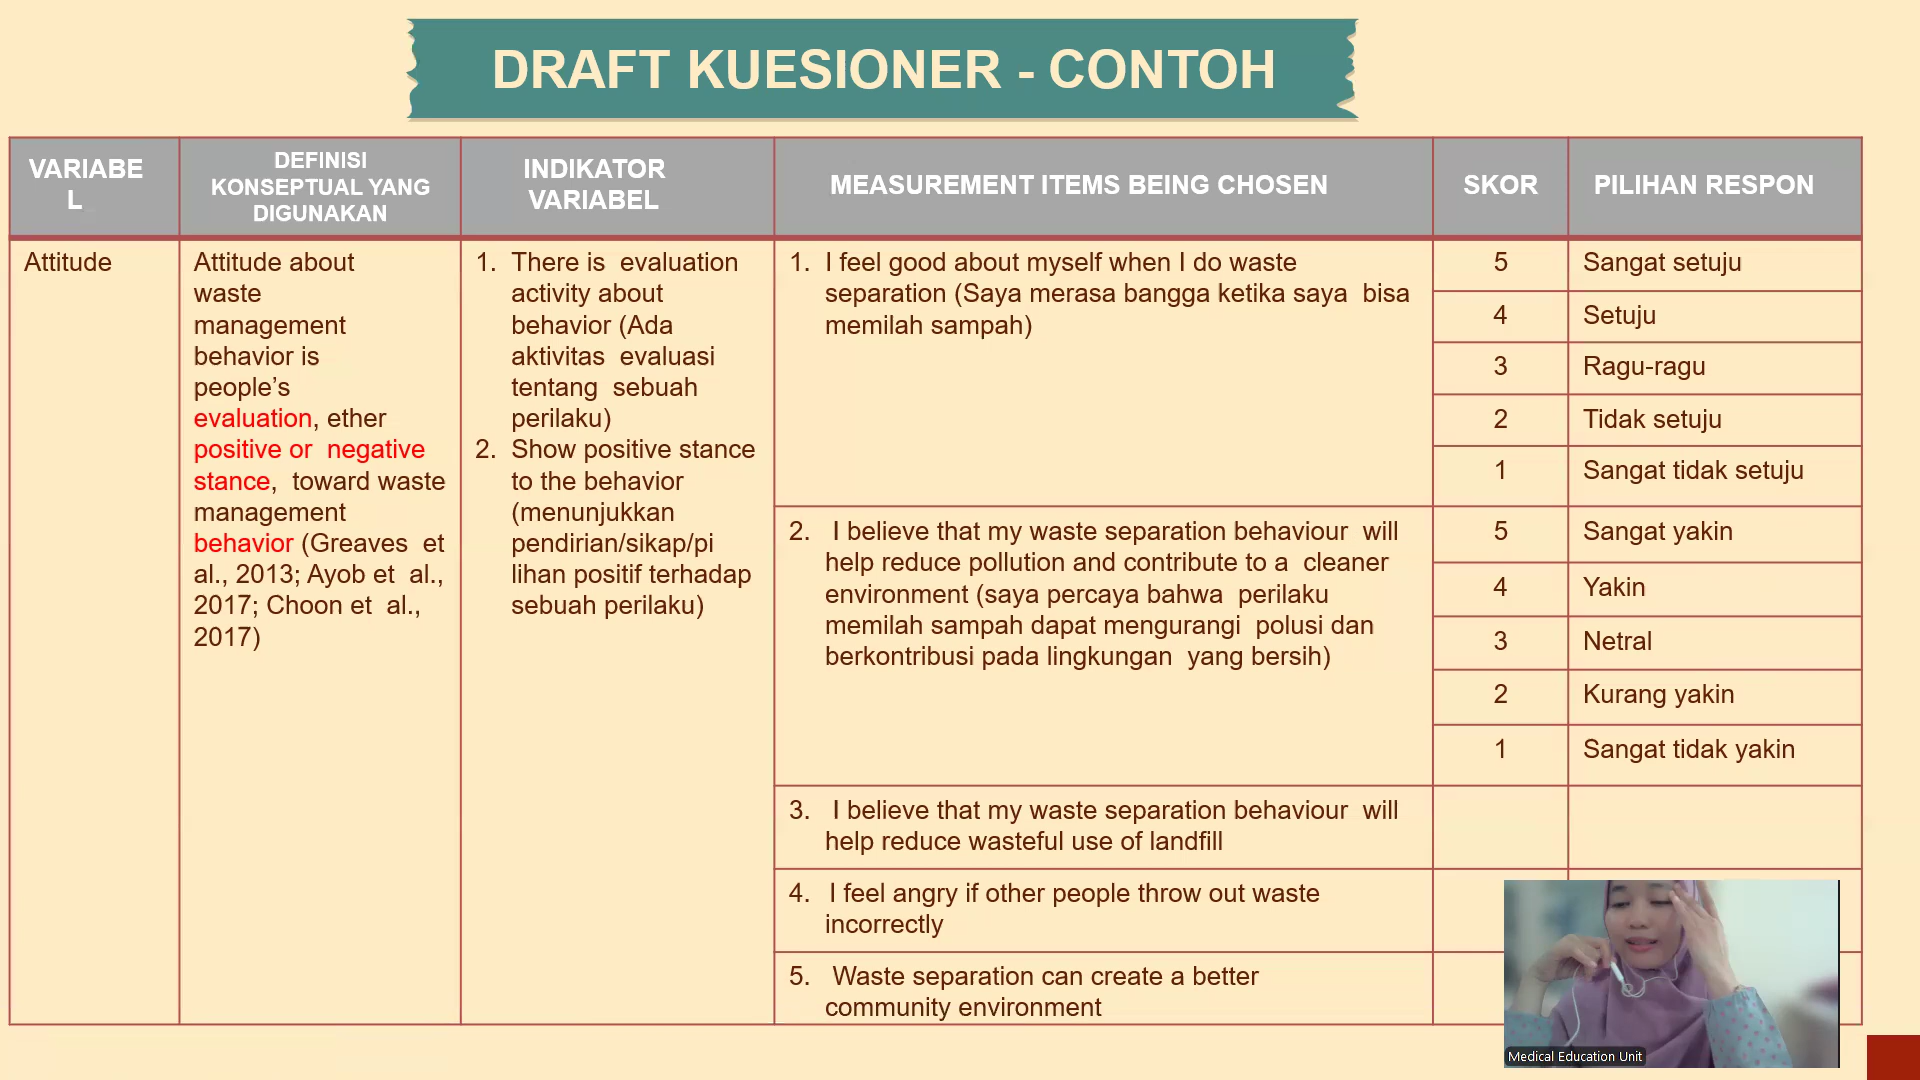 DRAFT KUESIONER - CONTOH
VARIABE
L
DEFINISI
KONSEPTUAL YANG
DIGUNAKAN
INDIKATOR
VARIABEL
MEASUREMENT ITEMS BEING CHOSEN
SKOR
PILIHAN RESPON
Attitude
Attitude about
waste
management
behavior is
people’s
evaluation, ether
positive or negative
stance, toward waste
management
behavior (Greaves et
al., 2013; Ayob et al.,
2017; Choon et al.,
2017)
1. There is evaluation
activity about
behavior (Ada
aktivitas evaluasi
tentang sebuah
perilaku)
2. Show positive stance
to the behavior
(menunjukkan
pendirian/sikap/pi
lihan positif terhadap
sebuah perilaku)
1. I feel good about myself when I do waste
separation (Saya merasa bangga ketika saya bisa
memilah sampah)
5 Sangat setuju
4 Setuju
3 Ragu-ragu
2 Tidak setuju
1 Sangat tidak setuju
2. I believe that my waste separation behaviour will
help reduce pollution and contribute to a cleaner
environment (saya percaya bahwa perilaku
memilah sampah dapat mengurangi polusi dan
berkontribusi pada lingkungan yang bersih)
5 Sangat yakin
4 Yakin
3 Netral
2 Kurang yakin
1 Sangat tidak yakin
3. I believe that my waste separation behaviour will
help reduce wasteful use of landfill
4. I feel angry if other people throw out waste
incorrectly
5. Waste separation can create a better
community environment
Medical Education Unit